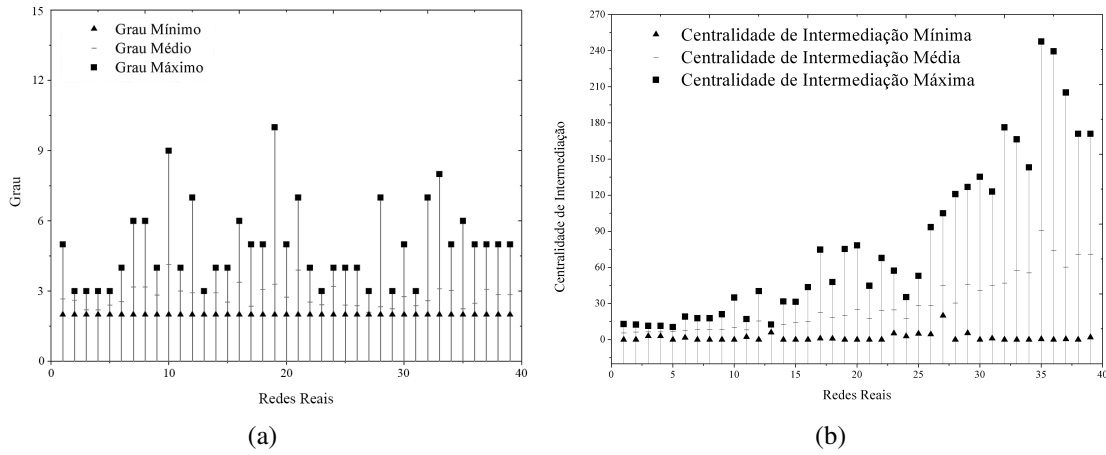 15
12
9
6
3
0
Grau
Grau Mínimo
Grau Médio
Grau Máximo
0
10
20
30
40
Redes Reais
(a)
270
240
210
180
150
120
90
60
30
0
Centralidade de Intermediação
Centralidade de Intermediação Mínima
Centralidade de Intermediação Média
Centralidade de Intermediação Máxima
0
5
10
15
20
25
30
35
40
Redes Reais
(b)